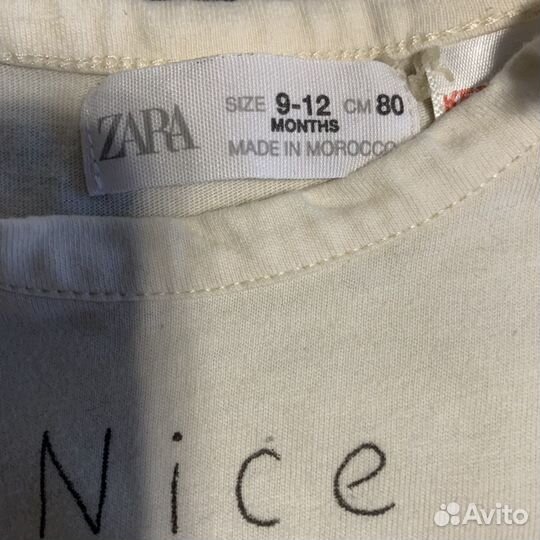 ZARA
SIZE 9-12 CM 80
MONTHS
MADE IN MOROCCO
Nice
Avito